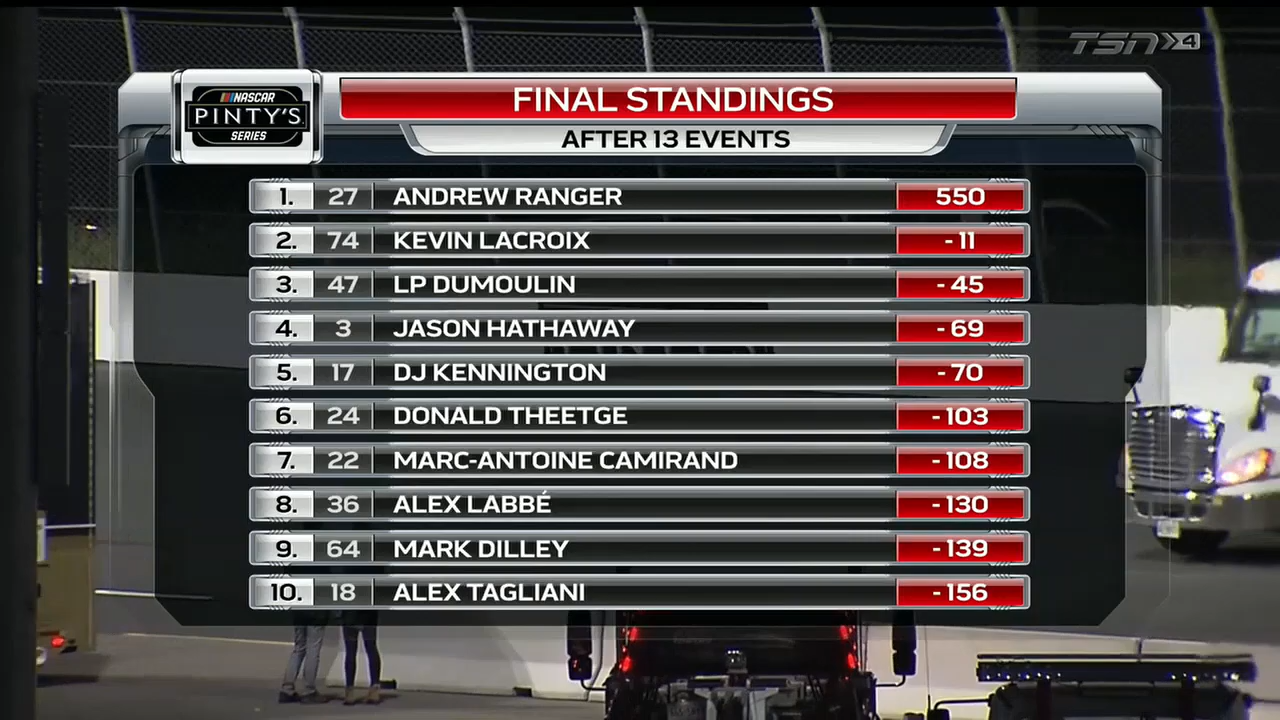 TSN 4
NASCAR
PINTY'S
SERIES
FINAL STANDINGS
AFTER 13 EVENTS
1. 27 ANDREW RANGER 550
2. 74 KEVIN LACROIX - 11
3. 47 LP DUMOULIN - 45
4. 3 JASON HATHAWAY - 69
5. 17 DJ KENNINGTON - 70
6. 24 DONALD THEETGE - 103
7. 22 MARC-ANTOINE CAMIRAND - 108
8. 36 ALEX LABBÉ - 130
9. 64 MARK DILLEY - 139
10. 18 ALEX TAGLIANI - 156